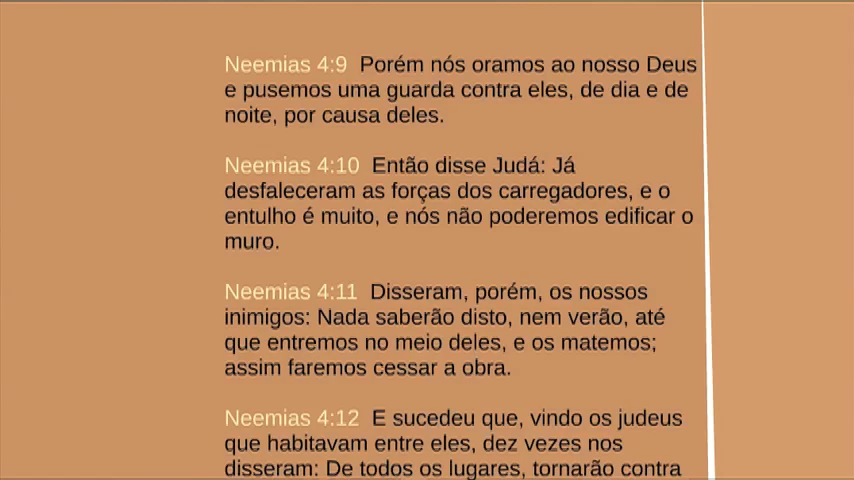 Neemias 4:9 Porém nós oramos ao nosso Deus
e pusemos uma guarda contra eles, de dia e de
noite, por causa deles.
Neemias 4:10 Então disse Judá: Já
desfaleceram as forças dos carregadores, e o
entulho é muito, e nós não poderemos edificar o
muro.
Neemias 4:11 Disseram, porém, os nossos
inimigos: Nada saberão disto, nem verão, até
que entremos no meio deles, e os matemos;
assim faremos cessar a obra.
Neemias 4:12 E sucedeu que, vindo os judeus
que habitavam entre eles, dez vezes nos
disseram: De todos os lugares, tornarão contra